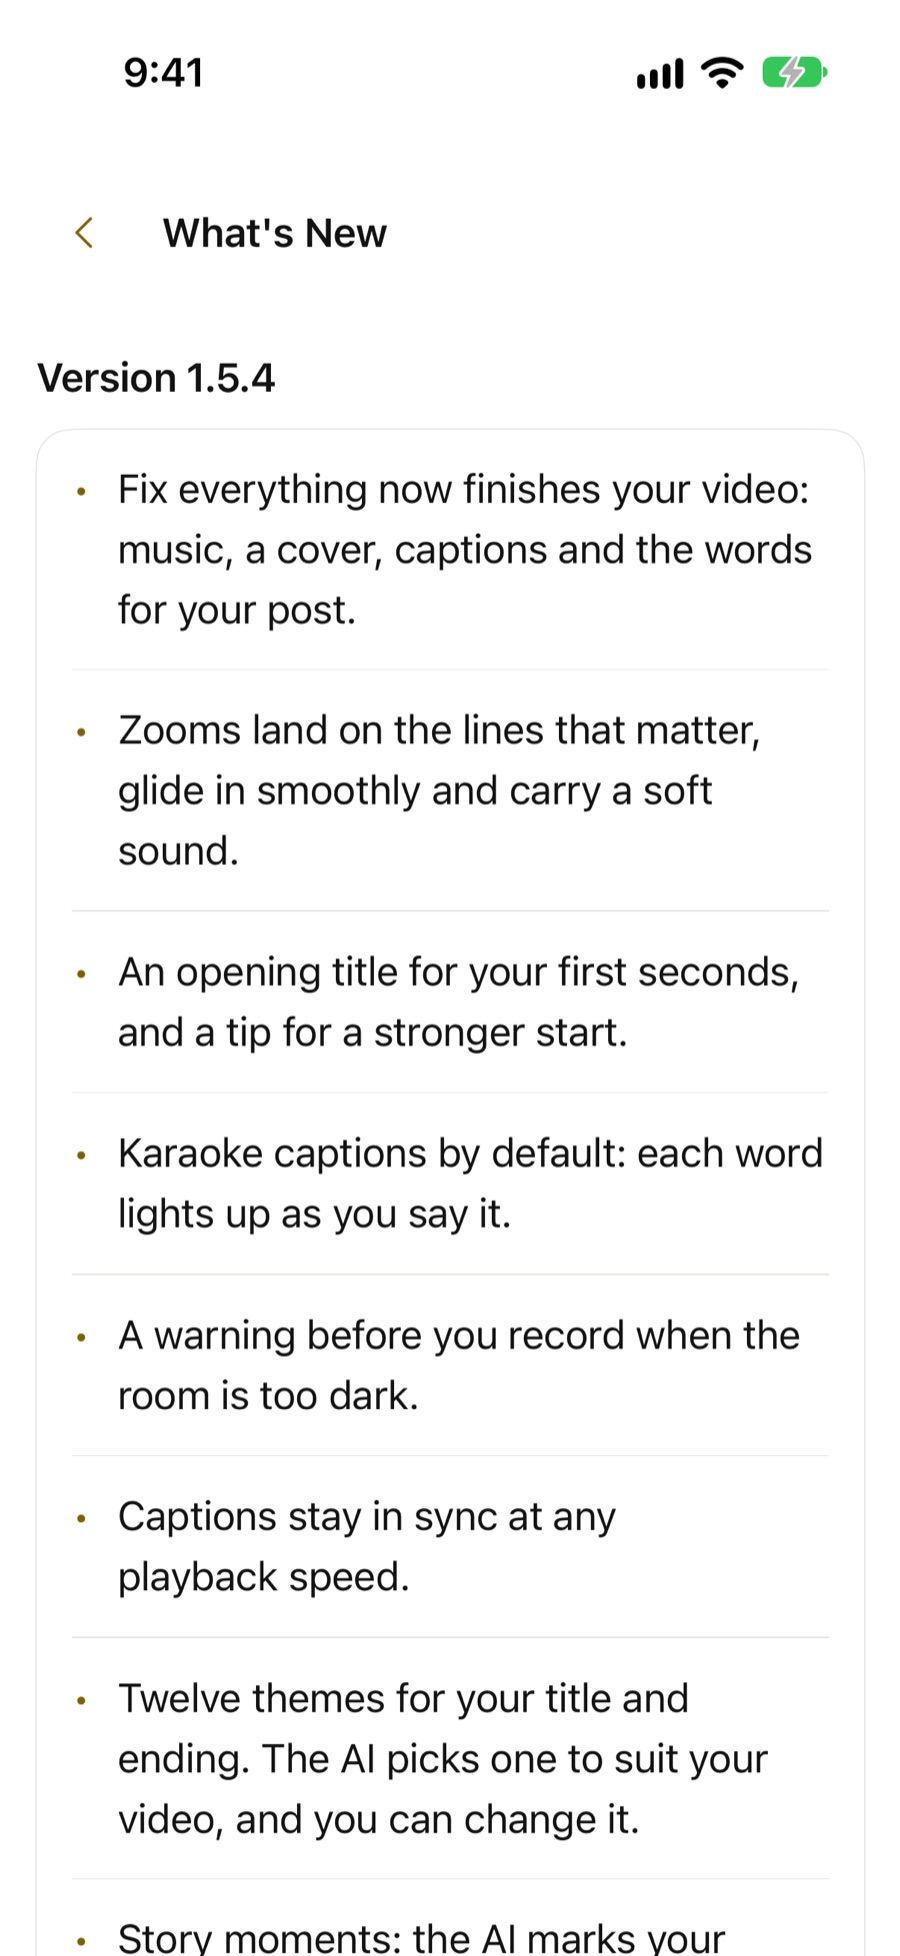 9:41
What's New
Version 1.5.4
• Fix everything now finishes your video:
music, a cover, captions and the words
for your post.
• Zooms land on the lines that matter,
glide in smoothly and carry a soft
sound.
• An opening title for your first seconds,
and a tip for a stronger start.
• Karaoke captions by default: each word
lights up as you say it.
• A warning before you record when the
room is too dark.
• Captions stay in sync at any
playback speed.
• Twelve themes for your title and
ending. The AI picks one to suit your
video, and you can change it.
• Story moments: the AI marks your